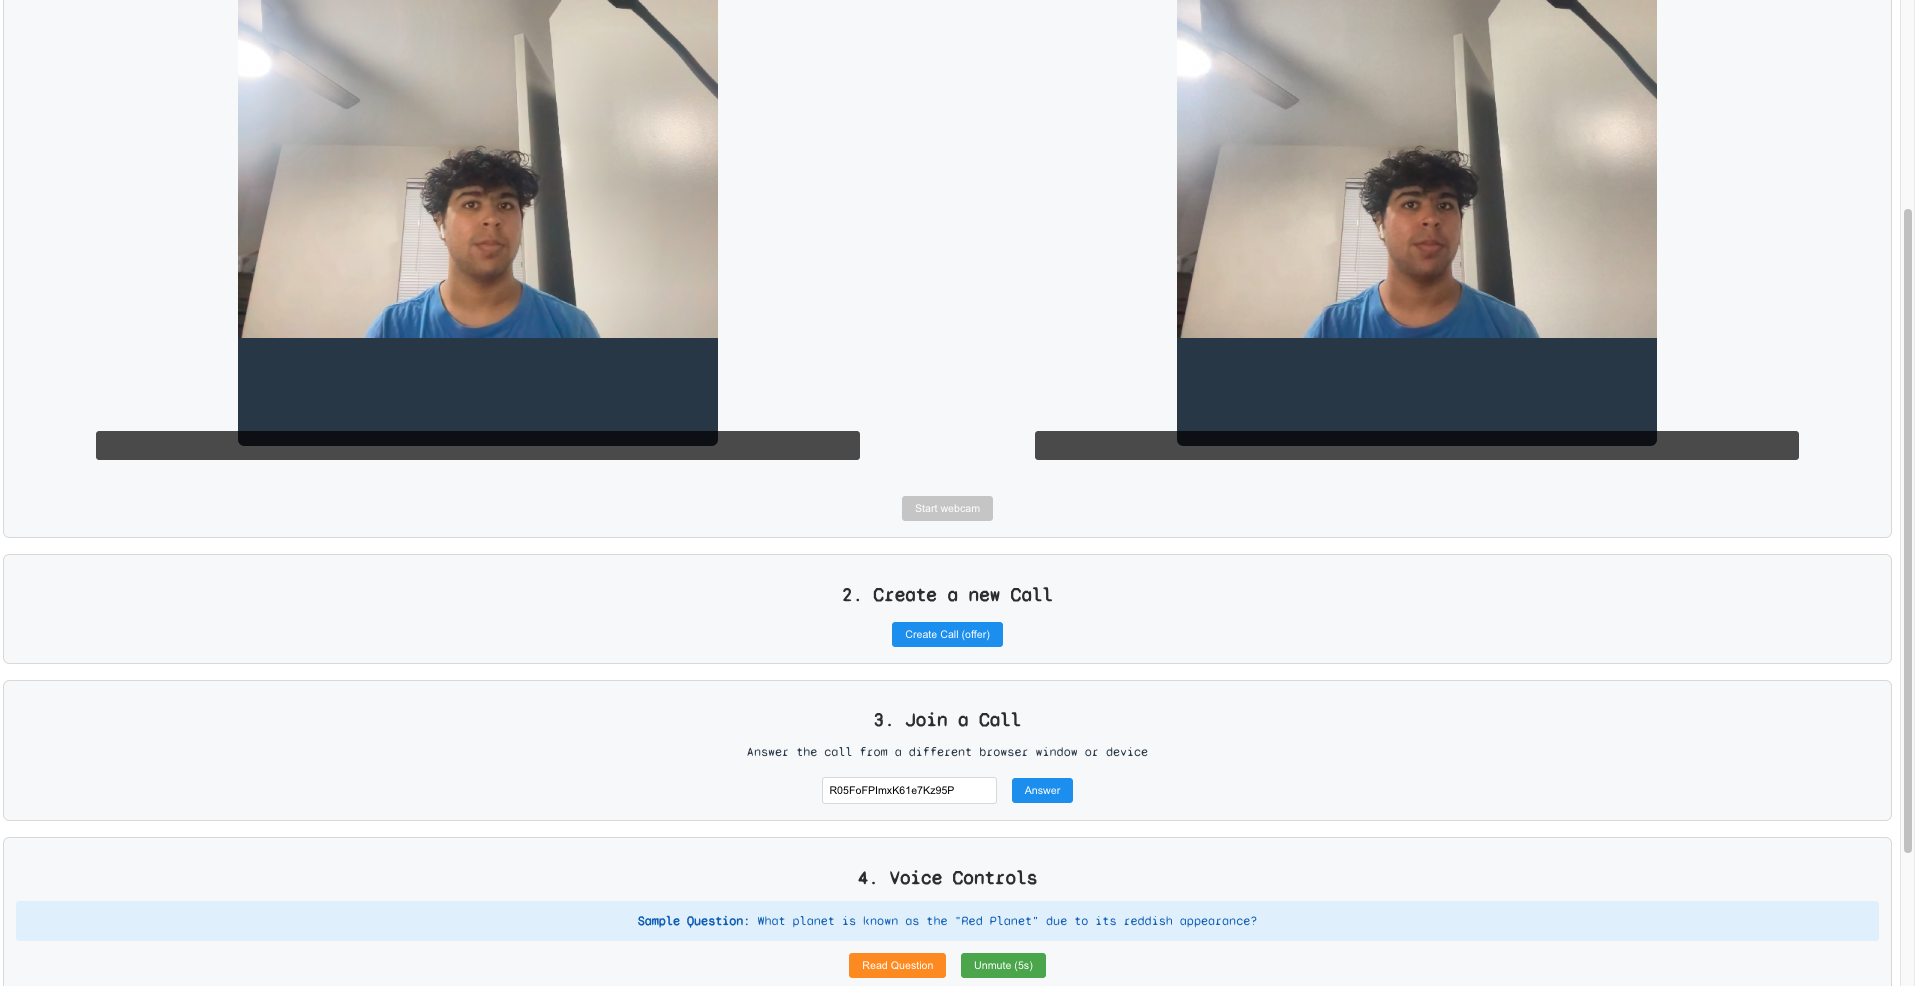 Start webcam
2. Create a new Call
Create Call (offer)
3. Join a Call
Answer the call from a different browser window or device
R05FoFPlmxK61e7Kz95P
Answer
4. Voice Controls
Sample Question: What planet is known as the "Red Planet" due to its reddish appearance?
Read Question
Unmute (5s)